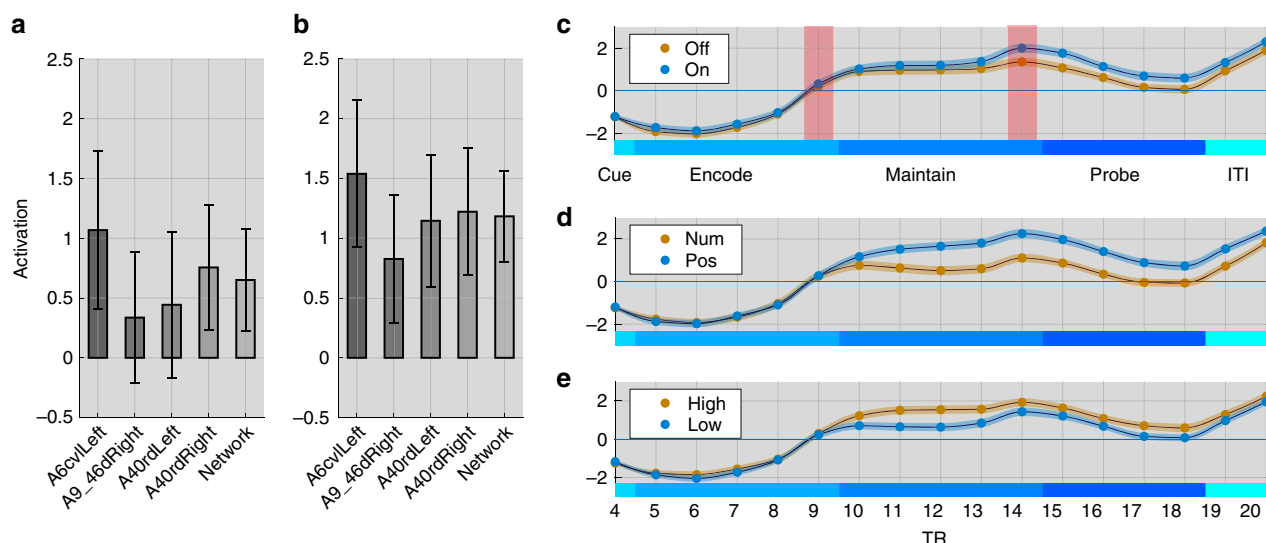 a
2.5
2
1.5
1
0.5
0
–0.5
Activation
A6cvlLeft
A9_46dRight
A40rdLeft
A40rdRight
Network
b
2.5
2
1.5
1
0.5
0
–0.5
A6cvlLeft
A9_46dRight
A40rdLeft
A40rdRight
Network
c
2
0
–2
Off
On
Cue Encode Maintain Probe ITI
d
2
0
–2
Num
Pos
e
2
0
–2
High
Low
4 5 6 7 8 9 10 11 12 13 14 15 16 17 18 19 20
TR